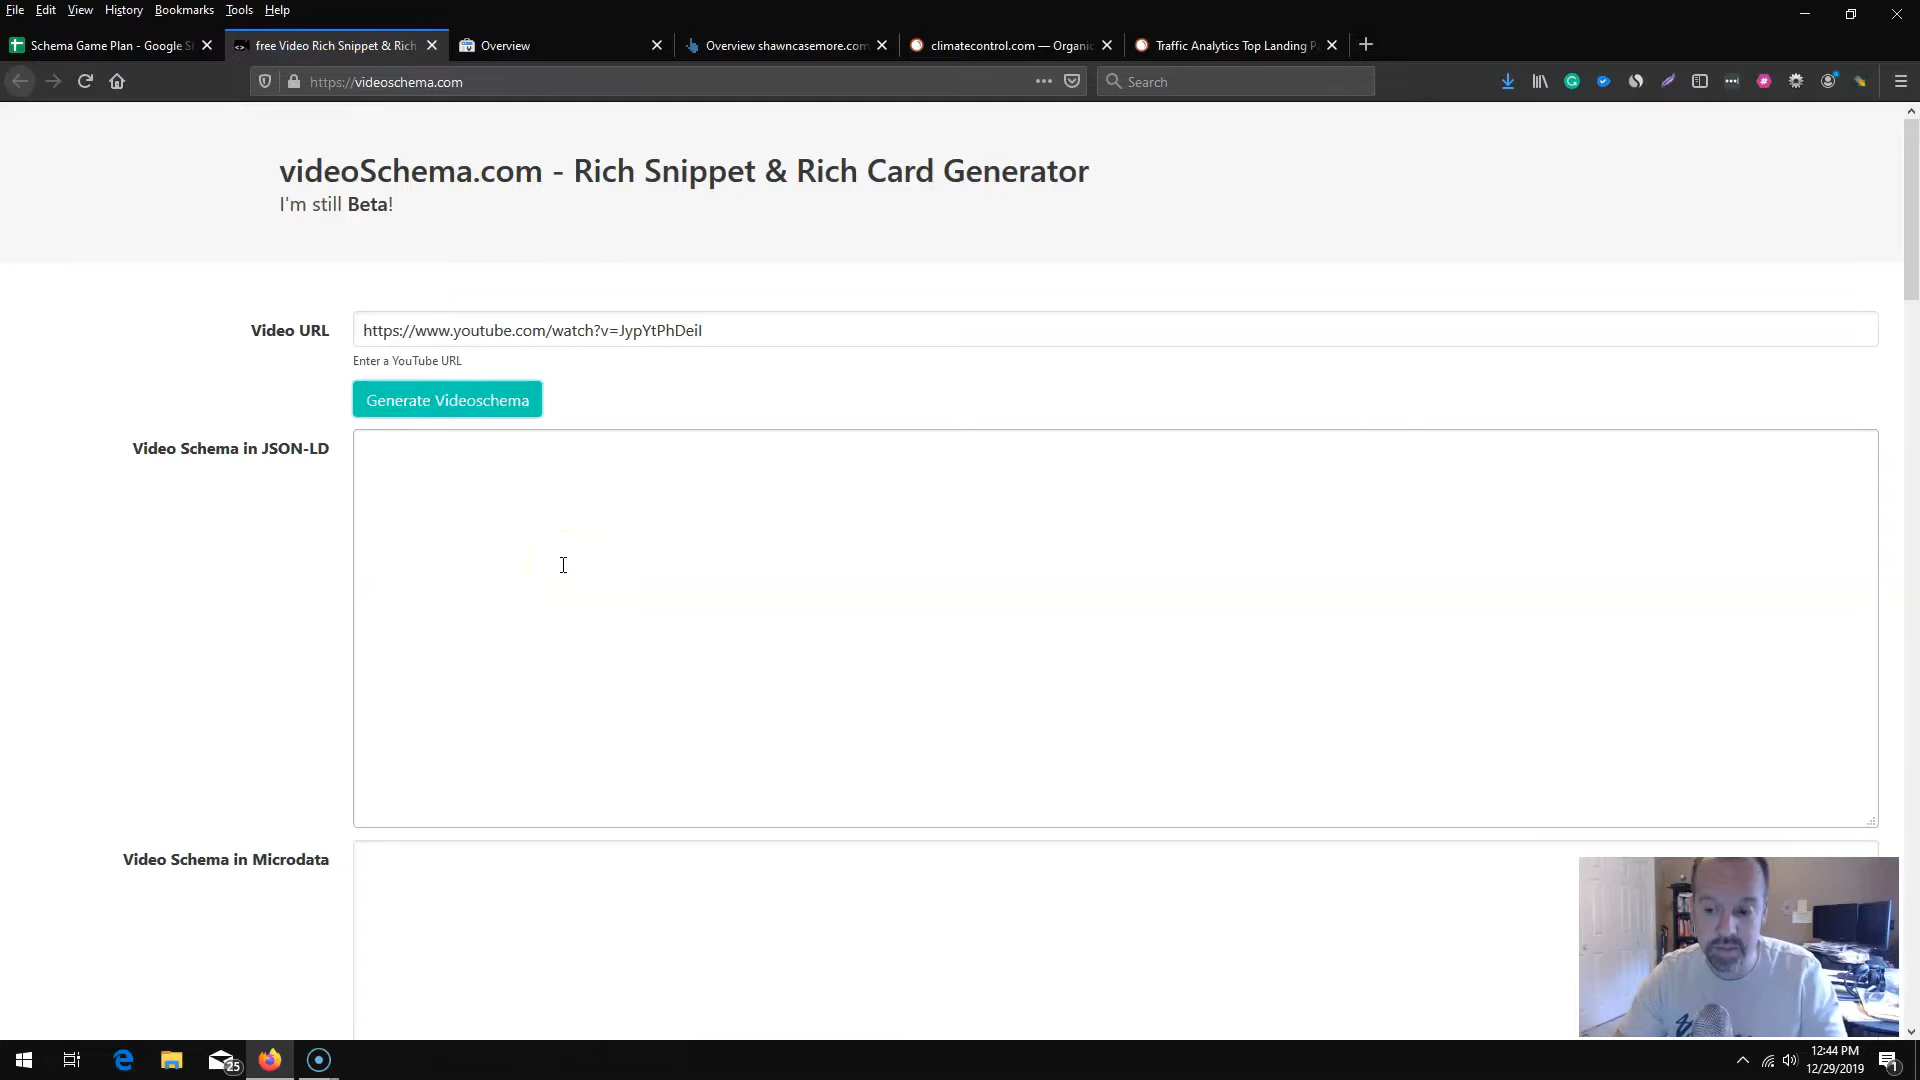 File Edit View History Bookmarks Tools Help
Schema Game Plan - Google S
free Video Rich Snippet & Rich
Overview
Overview shawncasemore.com
climatecontrol.com — Organi
Traffic Analytics Top Landing P
https://videoschema.com
Search
videoSchema.com - Rich Snippet & Rich Card Generator
I'm still Beta!
Video URL
https://www.youtube.com/watch?v=JypYtPhDeiI
Enter a YouTube URL
Generate Videoschema
Video Schema in JSON-LD
Video Schema in Microdata
25
12:44 PM
12/29/2019
1